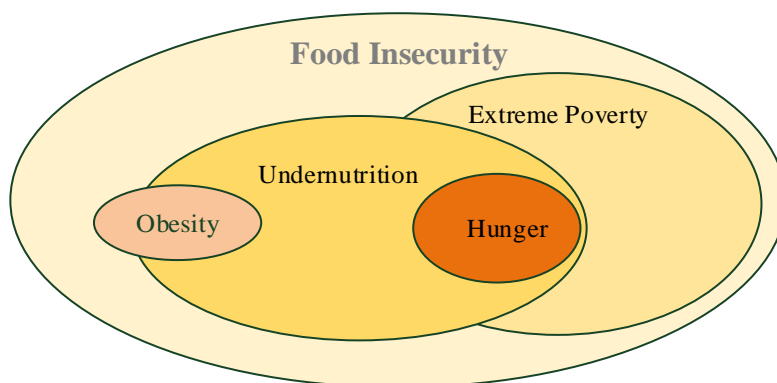 Food Insecurity
Extreme Poverty
Undernutrition
Obesity
Hunger